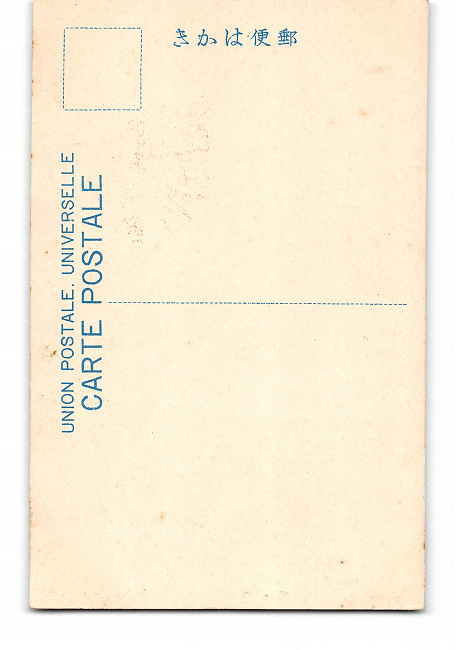 郵便はかき
UNION POSTALE. UNIVERSELLE
CARTE POSTALE